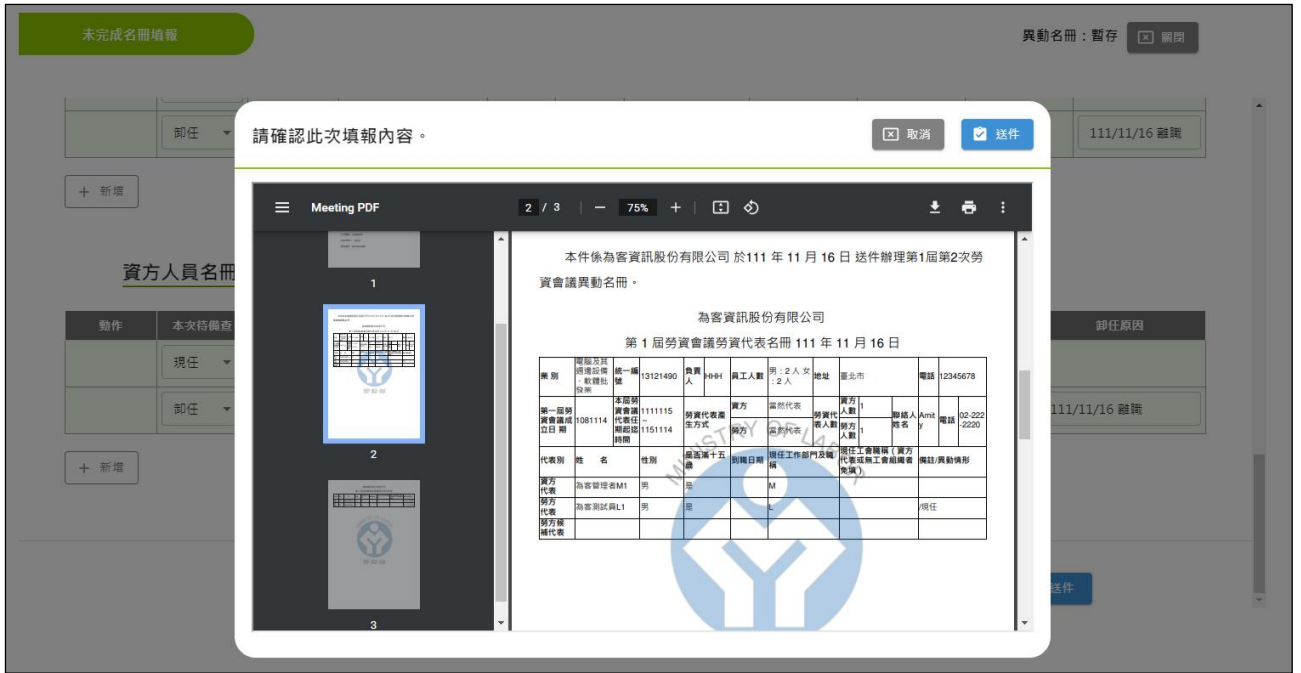 未完成名冊填報
異動名冊：暫存 關閉
卸任
111/11/16 離職
＋ 新增
請確認此次填報內容。
取消 送件
資方人員名冊
動作 本次待備查 卸任原因
現任
卸任
111/11/16 離職
＋ 新增
送件
Meeting PDF 2 / 3 75%
1
2
3
本件係為客資訊股份有限公司 於111 年 11 月 16 日 送件辦理第1屆第2次勞
資會議異動名冊。
為客資訊股份有限公司
第 1 屆勞資會議勞資代表名冊 111 年 11 月 16 日
業 別 電腦及其週邊設備、軟體批發業 統一編號 13121490 負責人 HHH 員工人數 男：2 人 女：2 人 地址 臺北市 電話 12345678
第一屆勞資會議成立日 期 1081114 本屆勞資會議代表任期起迄時間 1111115~1151114 勞資代表產生方式 資方 當然代表 勞資代表人數 資方人數 1 聯絡人姓名 Amity 電話 02-222-2220
勞方 當然代表 勞方人數 1
代表別 姓 名 性別 是否滿十五歲 到職日期 現任工作部門及職稱 現任工會職稱（資方代表或無工會組織者免填） 備註/異動情形
資方代表 為客管理者M1 男 是 M
勞方代表 為客測試員L1 男 是 L /現任
勞方候補代表
MINISTRY OF LABOR